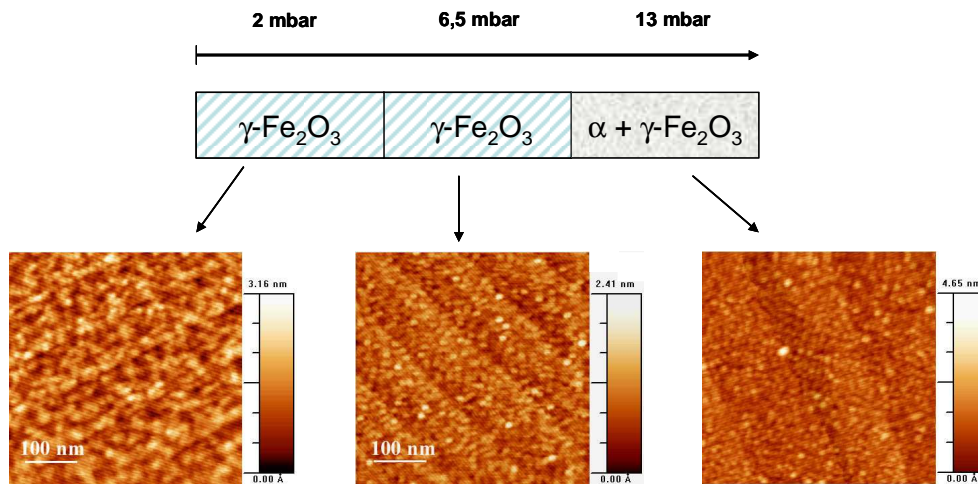 2 mbar 6,5 mbar 13 mbar
γ-Fe₂O₃ γ-Fe₂O₃ α + γ-Fe₂O₃
3.16 nm
2.41 nm
4.65 nm
100 nm
100 nm
0.00 Å
0.00 Å
0.00 Å